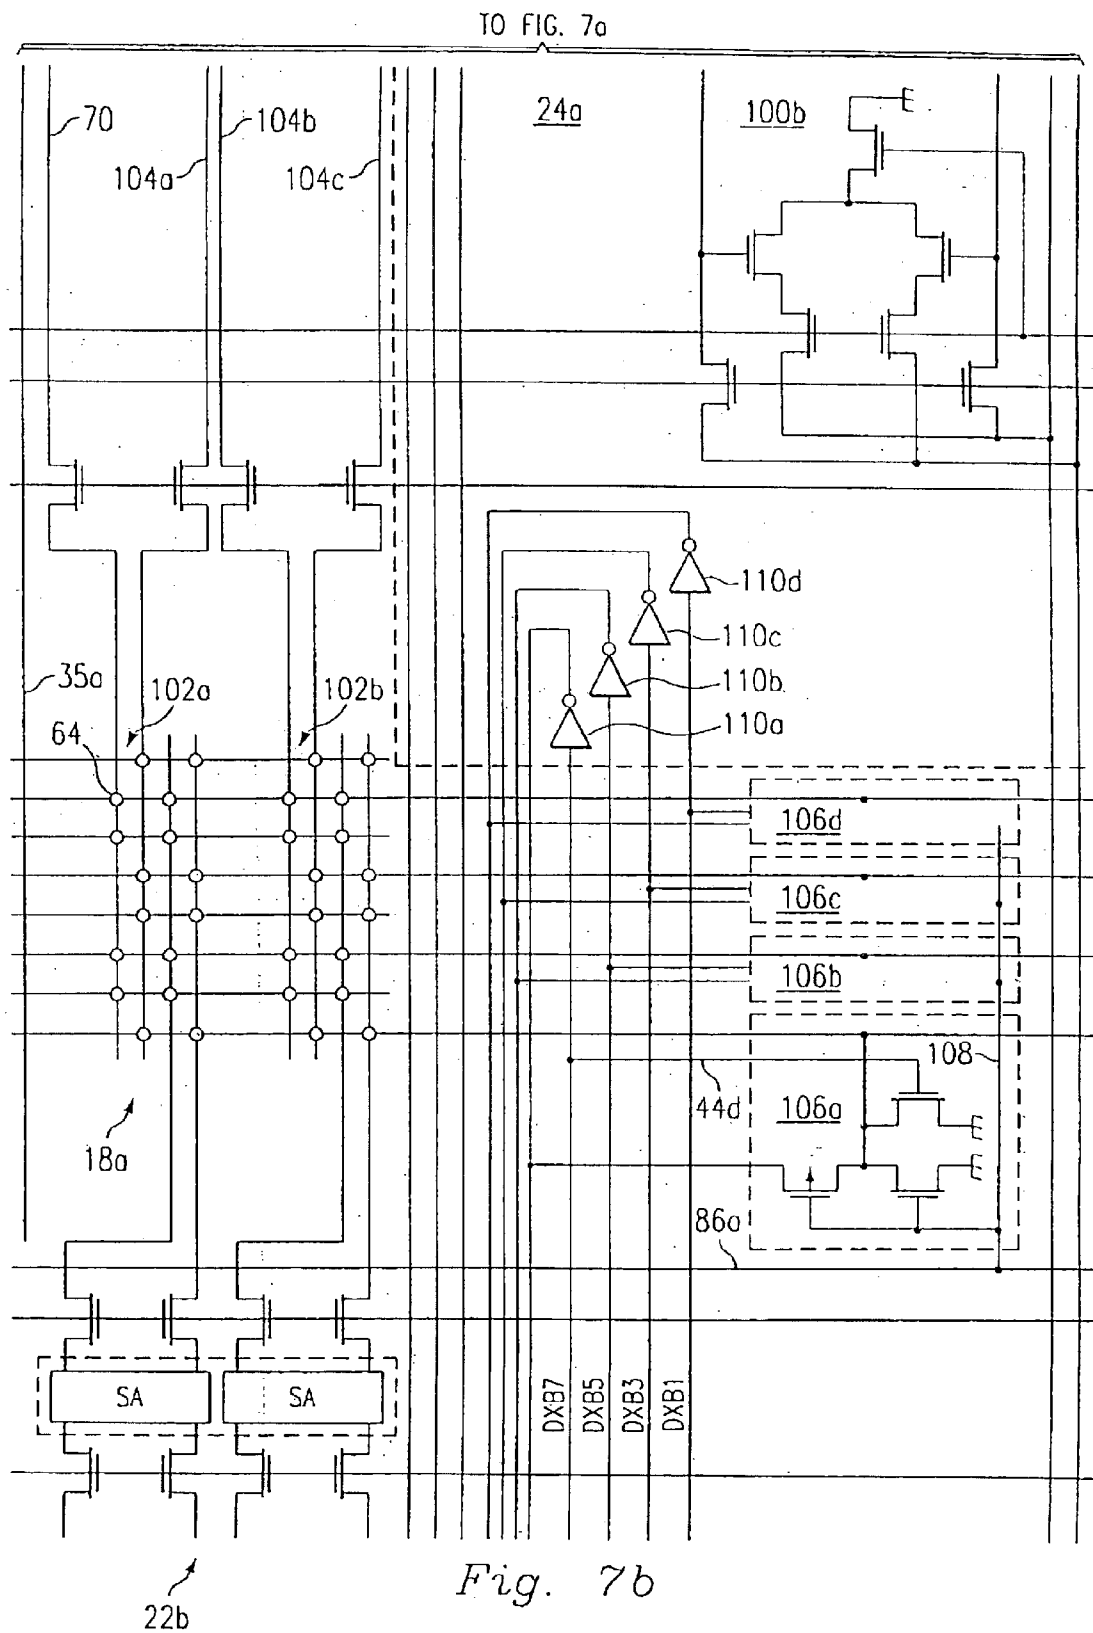 TO FIG. 7a
70
104b
24a
100b
104a
104c
110d
110c
35a
102a
102b
110b
64
110a
106d
106c
106b
108
44d
106a
18a
86a
SA
SA
DXB7
DXB5
DXB3
DXB1
Fig. 7b
22b